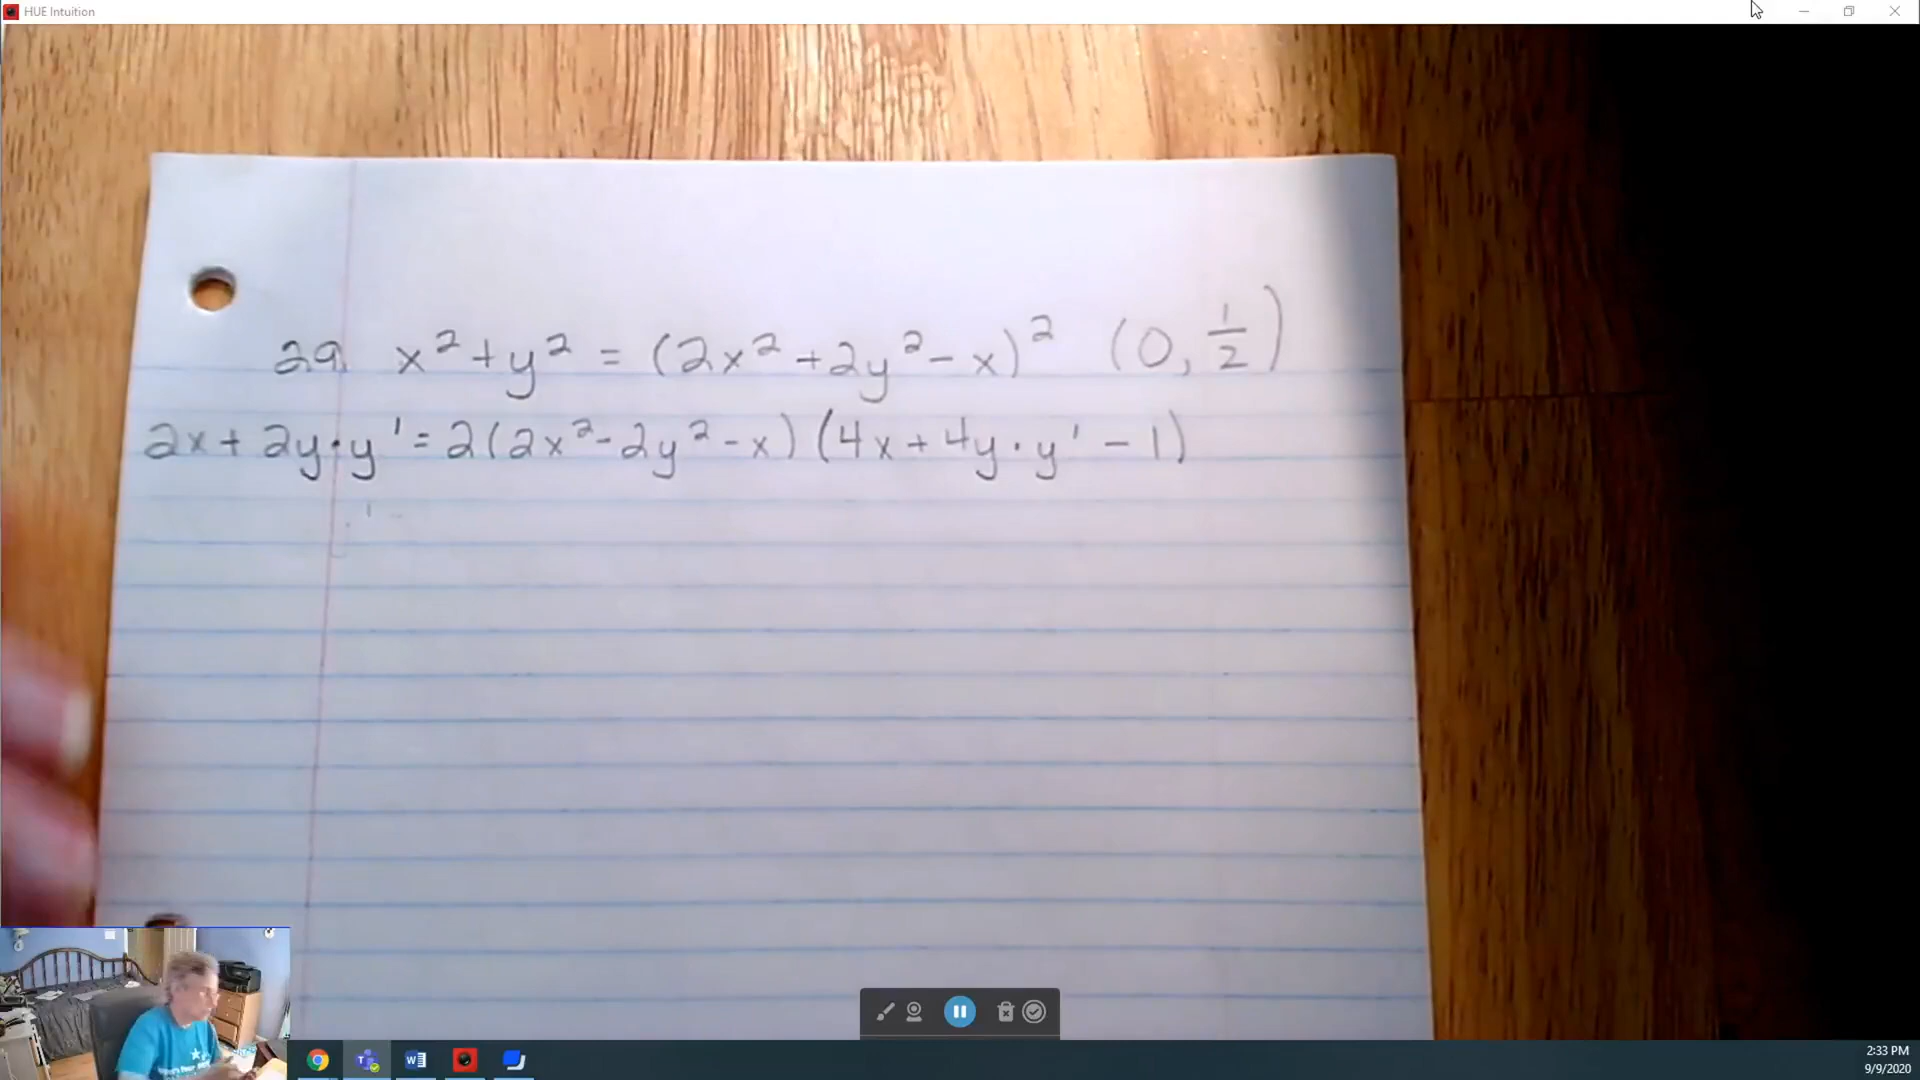 HUE Intuition
29. x² + y² = (2x² + 2y² - x)² (0, 1/2)
2x + 2y · y' = 2(2x² - 2y² - x) (4x + 4y · y' - 1)
2:33 PM
9/9/2020